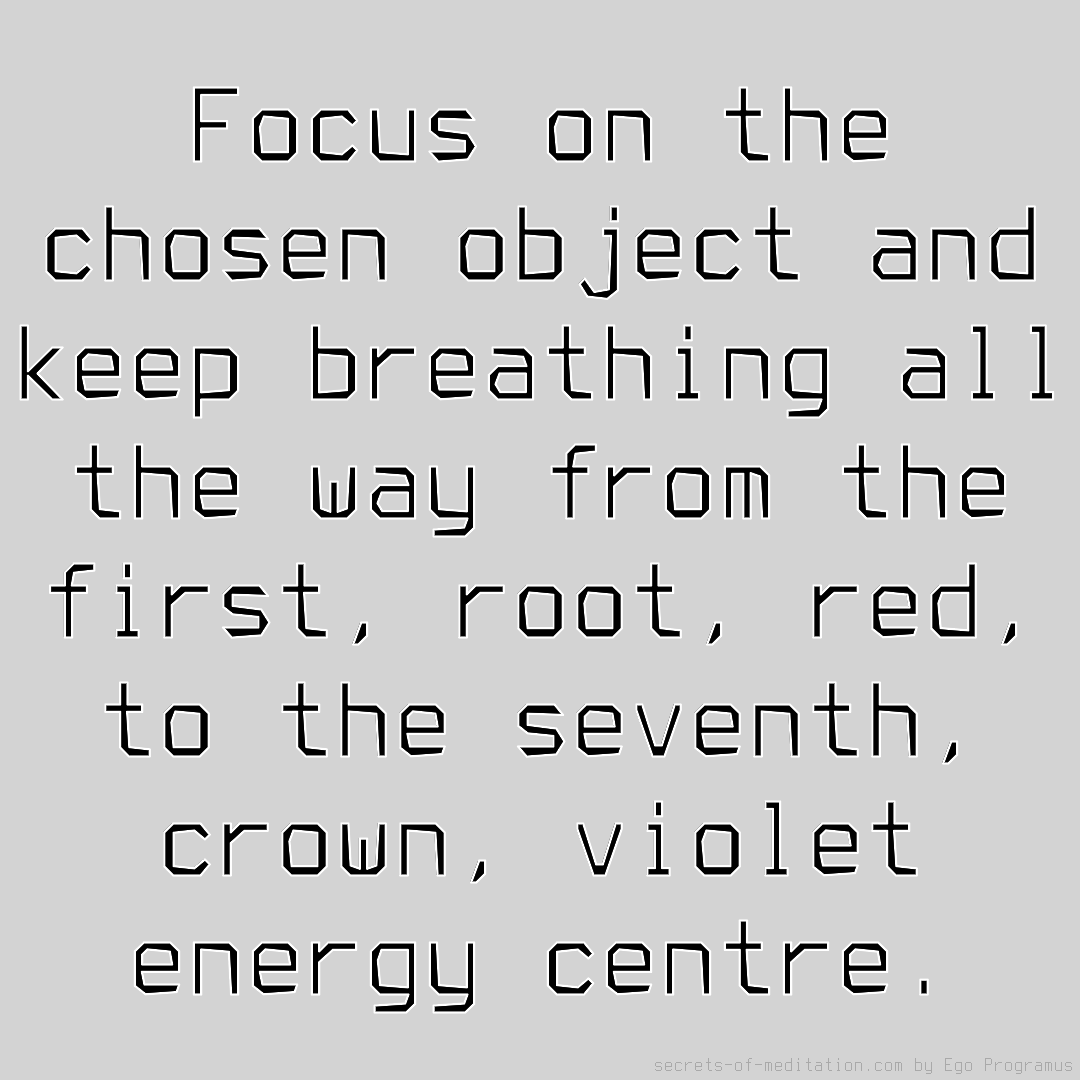 Focus on the
chosen object and
keep breathing all
the way from the
first, root, red,
to the seventh,
crown, violet
energy centre.
secrets-of-meditation.com by Ego Programus